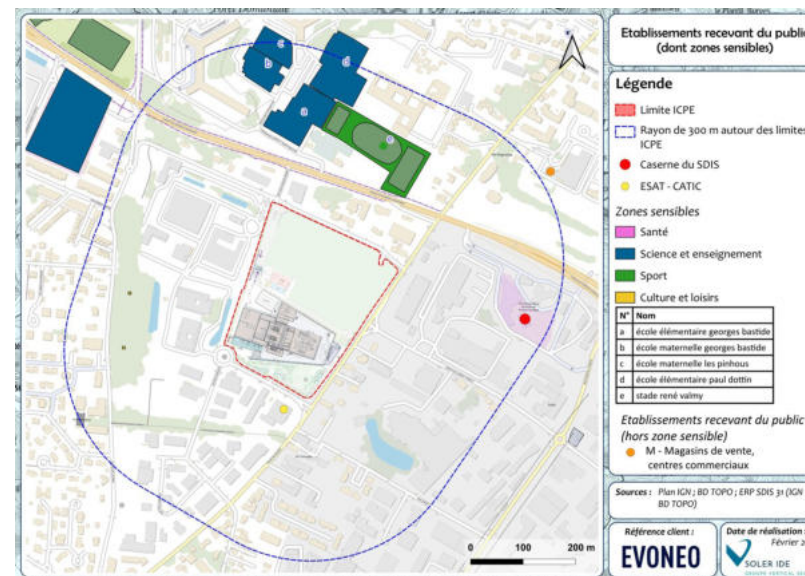 Etablissements recevant du public
(dont zones sensibles)
Légende
Limite ICPE
Rayon de 300 m autour des limites
ICPE
Caserne du SDIS
ESAT - CATIC
Zones sensibles
Santé
Science et enseignement
Sport
Culture et loisirs
N° Nom
a école élémentaire georges bastide
b école maternelle georges bastide
c école maternelle les pinhous
d école élémentaire paul dottin
e stade rené valmy
Etablissements recevant du public
(hors zone sensible)
M - Magasins de vente,
centres commerciaux
Sources : Plan IGN ; BD TOPO ; ERP SDIS 31 (IGN
BD TOPO)
Référence client :
EVONEO
Date de réalisation :
Février 2
SOLER IDE
c
b
d
a
e
0 100 200 m